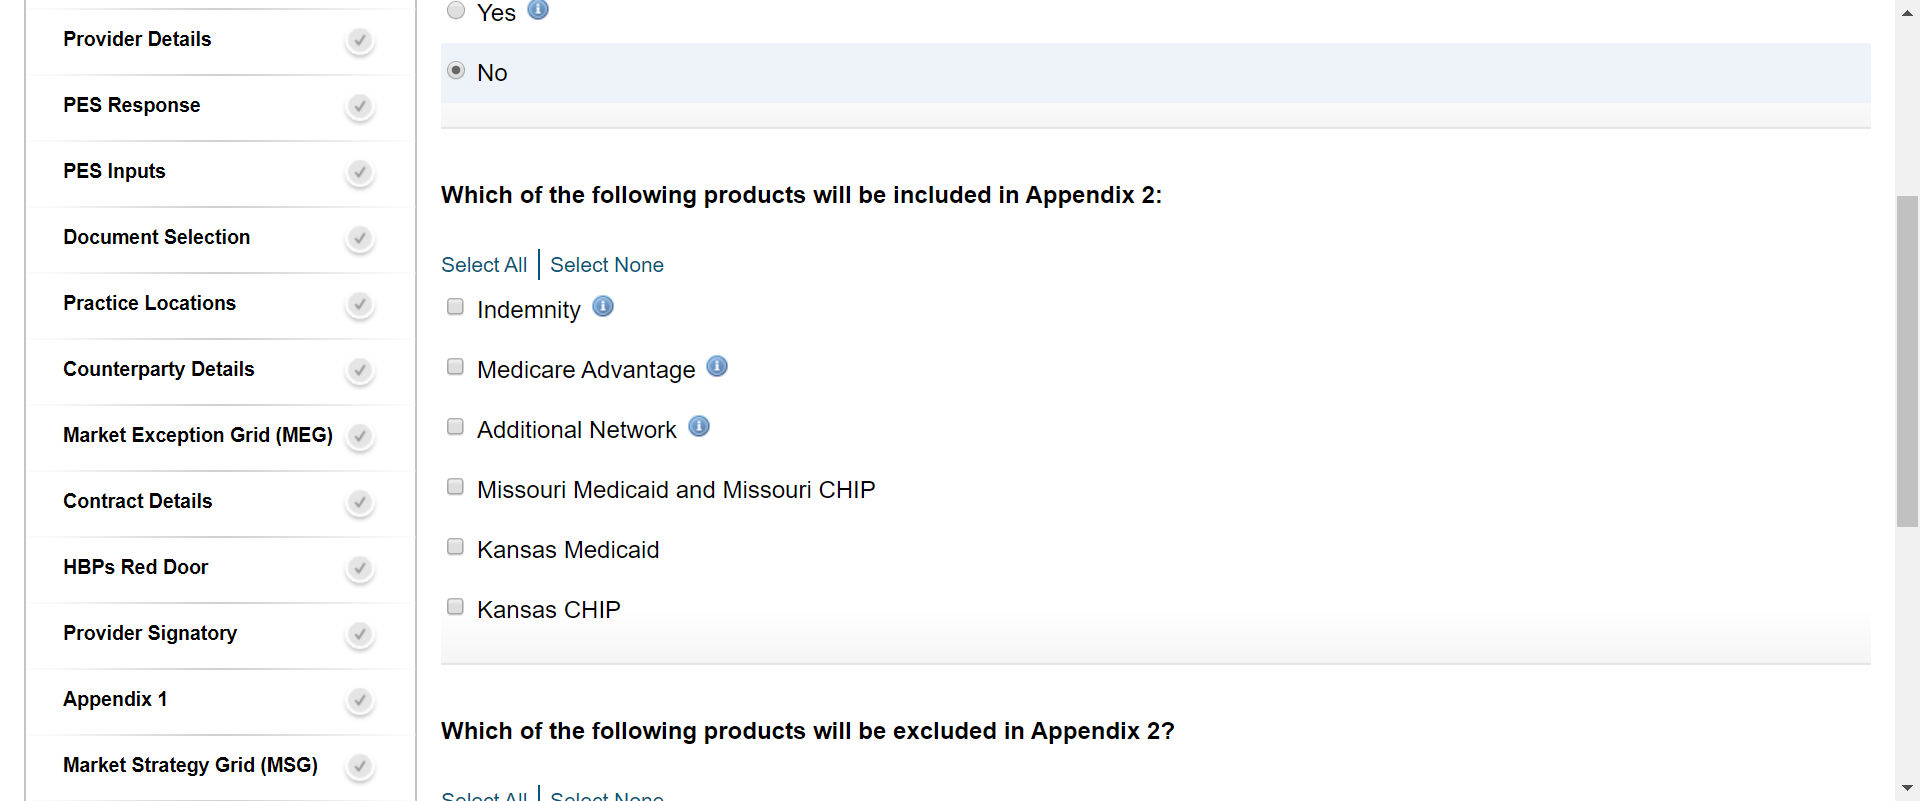 Provider Details
PES Response
PES Inputs
Document Selection
Practice Locations
Counterparty Details
Market Exception Grid (MEG)
Contract Details
HBPs Red Door
Provider Signatory
Appendix 1
Market Strategy Grid (MSG)
Yes
No
Which of the following products will be included in Appendix 2:
Select All | Select None
Indemnity
Medicare Advantage
Additional Network
Missouri Medicaid and Missouri CHIP
Kansas Medicaid
Kansas CHIP
Which of the following products will be excluded in Appendix 2?
Select All | Select None